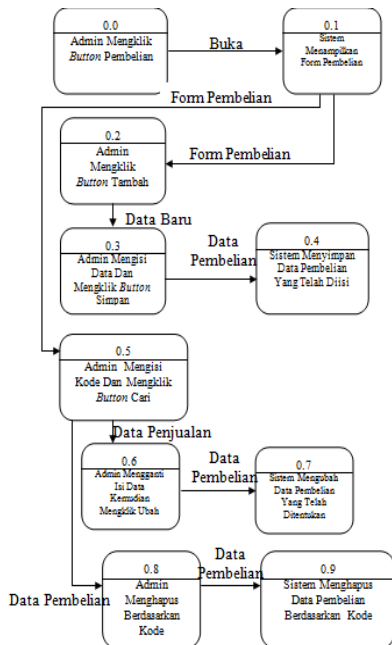 0.0
Admin Mengklik
Button Pembelian
Buka
0.1
Sistem
Menampilkan
Form Pembelian
Form Pembelian
Form Pembelian
0.2
Admin
Mengklik
Button Tambah
Data Baru
0.3
Admin Mengisi
Data Dan
Mengklik Button
Simpan
Data
Pembelian
0.4
Sistem Menyimpan
Data Pembelian
Yang Telah Diisi
0.5
Admin Mengisi
Kode Dan Mengklik
Button Cari
Data Penjualan
0.6
Admin Mengganti
Isi Data
Kemudian
Mengklik Ubah
Data
Pembelian
0.7
Sistem Mengubah
Data Pembelian
Yang Telah
Ditentukan
Data Pembelian
0.8
Admin
Menghapus
Berdasarkan
Kode
Data
Pembelian
0.9
Sistem Menghapus
Data Pembelian
Berdasarkan Kode